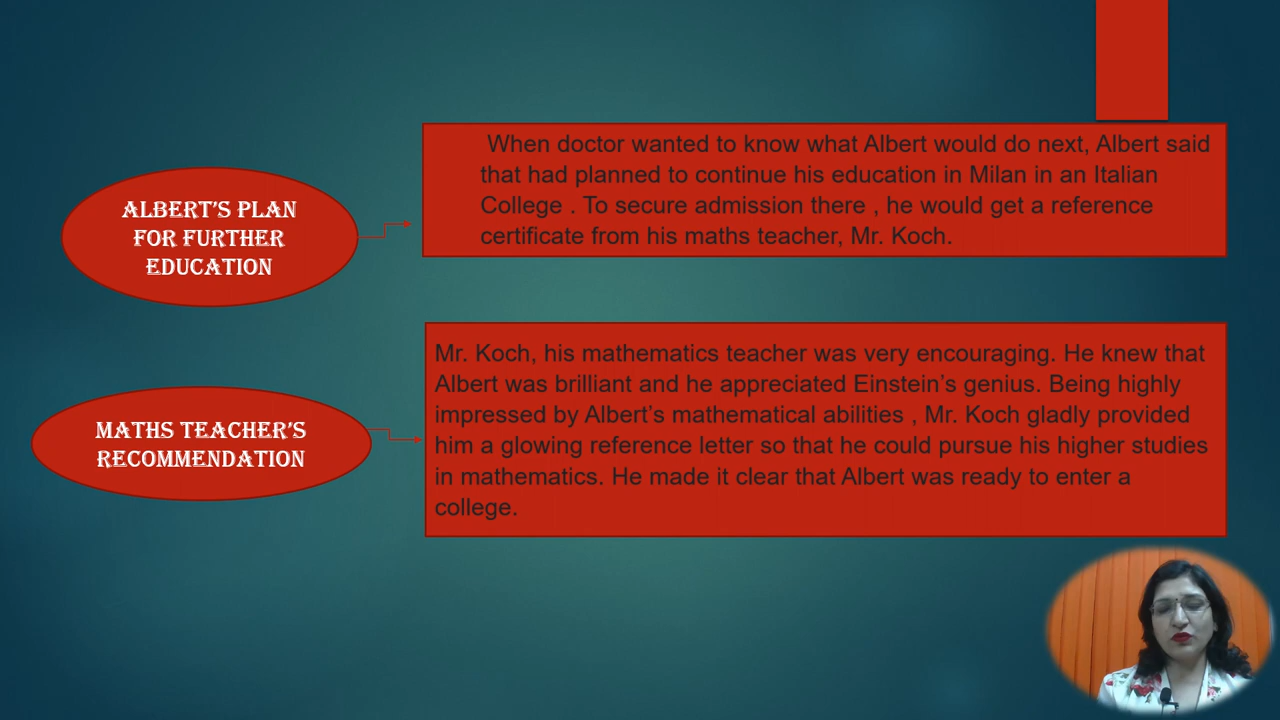 ALBERT'S PLAN
FOR FURTHER
EDUCATION
When doctor wanted to know what Albert would do next, Albert said
that had planned to continue his education in Milan in an Italian
College . To secure admission there , he would get a reference
certificate from his maths teacher, Mr. Koch.
MATHS TEACHER'S
RECOMMENDATION
Mr. Koch, his mathematics teacher was very encouraging. He knew that
Albert was brilliant and he appreciated Einstein's genius. Being highly
impressed by Albert's mathematical abilities , Mr. Koch gladly provided
him a glowing reference letter so that he could pursue his higher studies
in mathematics. He made it clear that Albert was ready to enter a
college.